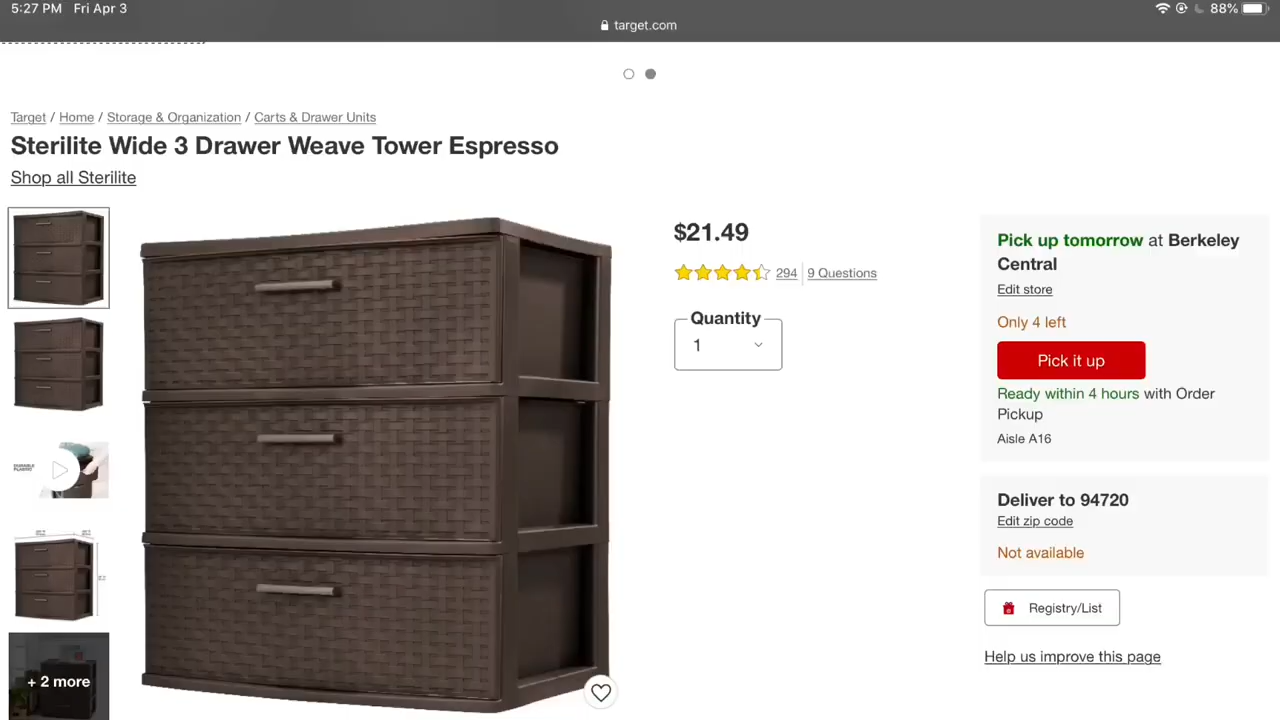 5:27 PM Fri Apr 3
88%
target.com
Target / Home / Storage & Organization / Carts & Drawer Units
Sterilite Wide 3 Drawer Weave Tower Espresso
Shop all Sterilite
$21.49
294 9 Questions
Quantity
1
Pick up tomorrow at Berkeley
Central
Edit store
Only 4 left
Pick it up
Ready within 4 hours with Order
Pickup
Aisle A16
Deliver to 94720
Edit zip code
Not available
Registry/List
Help us improve this page
+ 2 more